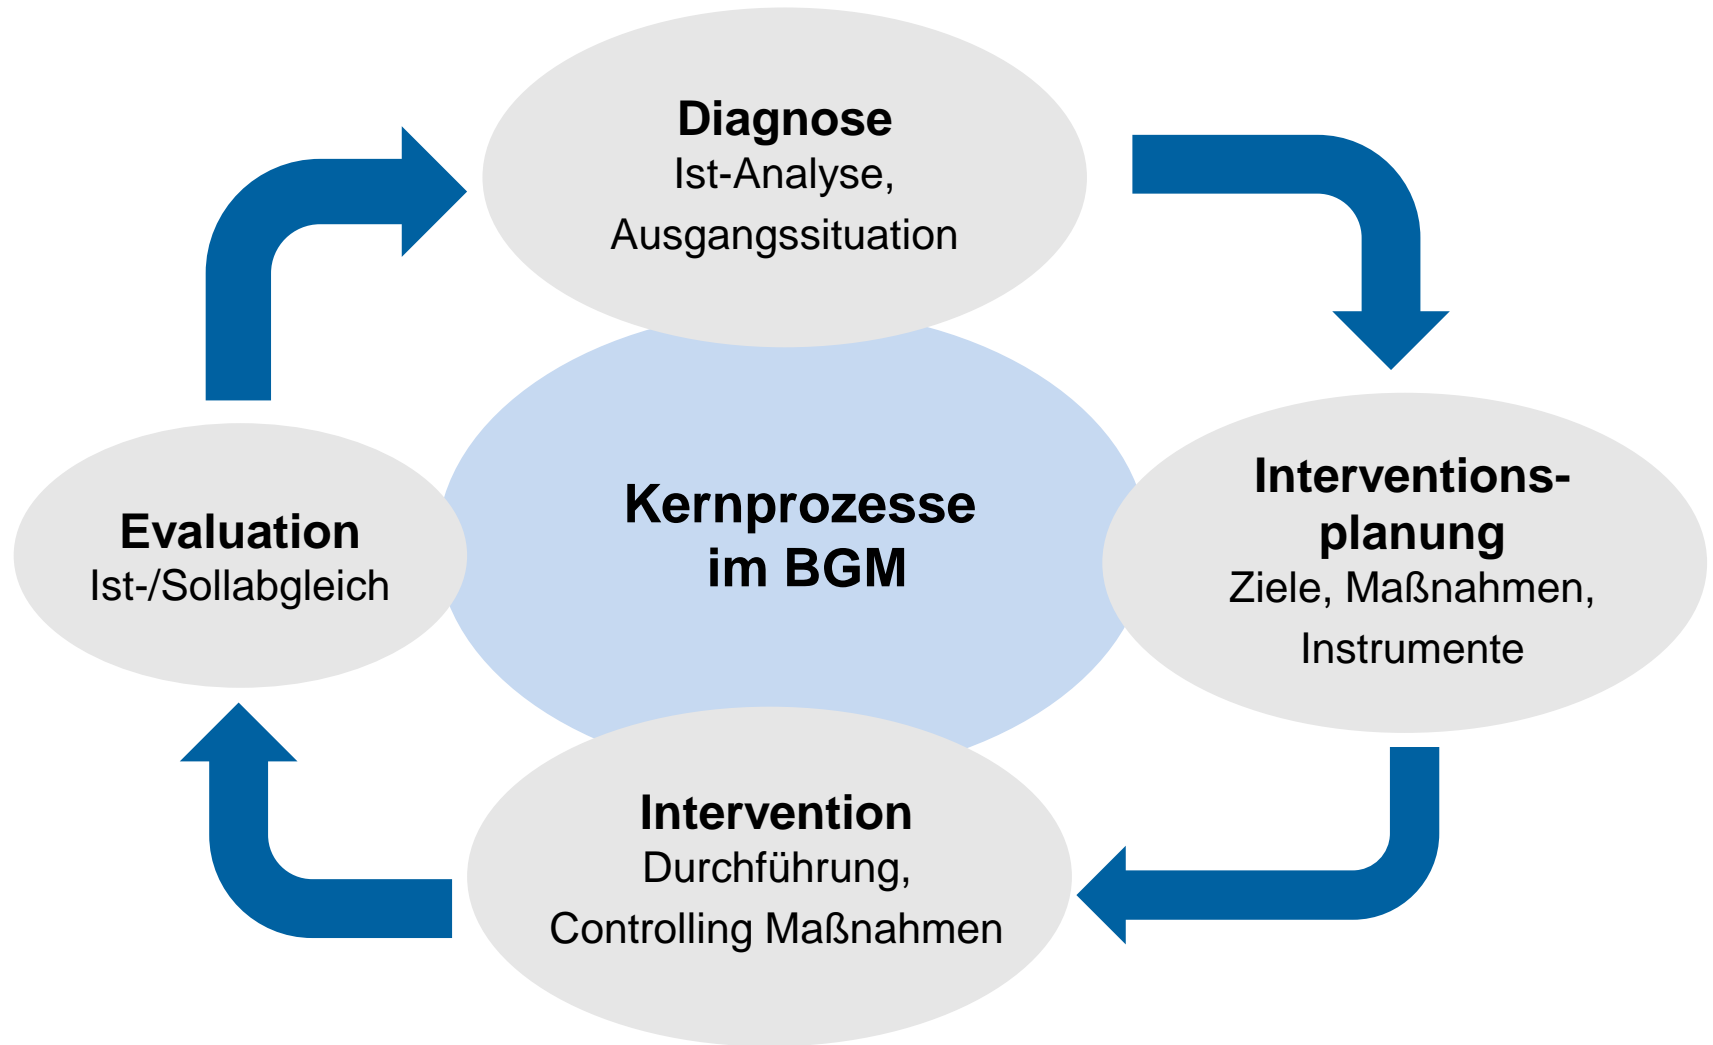 Diagnose
Ist-Analyse,
Ausgangssituation
Interventions-
planung
Ziele, Maßnahmen,
Instrumente
Kernprozesse
im BGM
Evaluation
Ist-/Sollabgleich
Intervention
Durchführung,
Controlling Maßnahmen